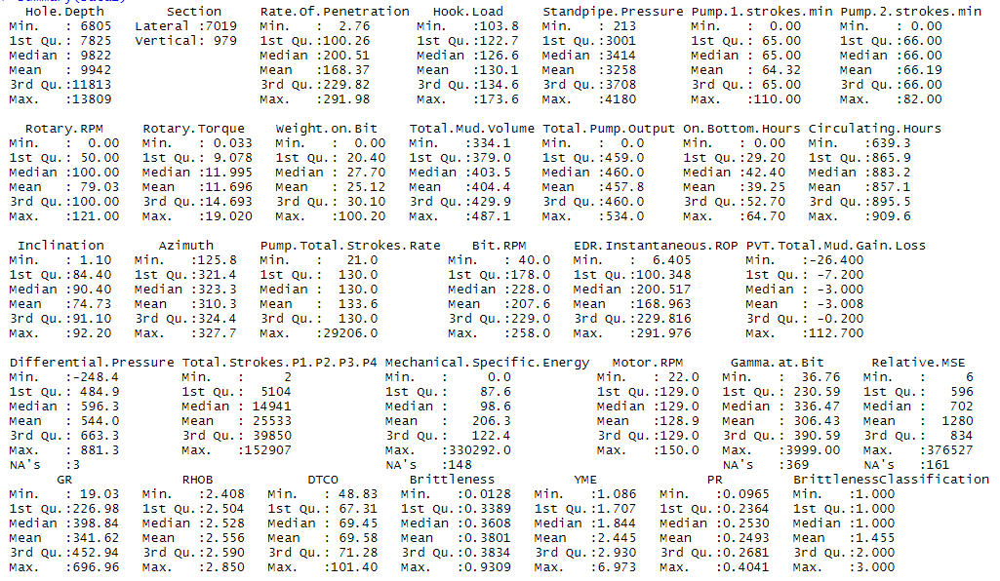 Hole.Depth Section Rate.Of.Penetration Hook.Load Standpipe.Pressure Pump.1.strokes.min Pump.2.strokes.min
Min. : 6805 Lateral :7019 Min. : 2.76 Min. :103.8 Min. : 213 Min. : 0.00 Min. : 0.00
1st Qu.: 7825 Vertical: 979 1st Qu.:100.26 1st Qu.:122.7 1st Qu.:3001 1st Qu.: 65.00 1st Qu.:66.00
Median : 9822 Median :200.51 Median :126.6 Median :3414 Median : 65.00 Median :66.00
Mean : 9942 Mean :168.37 Mean :130.1 Mean :3258 Mean : 64.32 Mean :66.19
3rd Qu.:11813 3rd Qu.:229.82 3rd Qu.:134.6 3rd Qu.:3708 3rd Qu.: 65.00 3rd Qu.:66.00
Max. :13809 Max. :291.98 Max. :173.6 Max. :4180 Max. :110.00 Max. :82.00
Rotary.RPM Rotary.Torque Weight.on.Bit Total.Mud.Volume Total.Pump.Output On.Bottom.Hours Circulating.Hours
Min. : 0.00 Min. : 0.033 Min. : 0.00 Min. :334.1 Min. : 0.0 Min. : 0.00 Min. :639.3
1st Qu.: 50.00 1st Qu.: 9.078 1st Qu.: 20.40 1st Qu.:379.0 1st Qu.:459.0 1st Qu.:29.20 1st Qu.:865.9
Median :100.00 Median :11.995 Median : 27.70 Median :403.5 Median :460.0 Median :42.40 Median :883.2
Mean : 79.03 Mean :11.696 Mean : 25.12 Mean :404.4 Mean :457.8 Mean :39.25 Mean :857.1
3rd Qu.:100.00 3rd Qu.:14.693 3rd Qu.: 30.10 3rd Qu.:429.9 3rd Qu.:460.0 3rd Qu.:52.70 3rd Qu.:895.5
Max. :121.00 Max. :19.020 Max. :100.20 Max. :487.1 Max. :534.0 Max. :64.70 Max. :909.6
Inclination Azimuth Pump.Total.Strokes.Rate Bit.RPM EDR.Instantaneous.ROP PVT.Total.Mud.Gain.Loss
Min. : 1.10 Min. :125.8 Min. : 21.0 Min. : 40.0 Min. : 6.405 Min. :-26.400
1st Qu.:84.40 1st Qu.:321.4 1st Qu.: 130.0 1st Qu.:178.0 1st Qu.:100.348 1st Qu.: -7.200
Median :90.40 Median :323.3 Median : 130.0 Median :228.0 Median :200.517 Median : -3.000
Mean :74.73 Mean :310.3 Mean : 133.6 Mean :207.6 Mean :168.963 Mean : -3.008
3rd Qu.:91.10 3rd Qu.:324.4 3rd Qu.: 130.0 3rd Qu.:229.0 3rd Qu.:229.816 3rd Qu.: -0.200
Max. :92.20 Max. :327.7 Max. :29206.0 Max. :258.0 Max. :291.976 Max. :112.700
Differential.Pressure Total.Strokes.P1.P2.P3.P4 Mechanical.Specific.Energy Motor.RPM Gamma.at.Bit Relative.MSE
Min. :-248.4 Min. : 2 Min. : 0.0 Min. : 22.0 Min. : 36.76 Min. : 6
1st Qu.: 484.9 1st Qu.: 5104 1st Qu.: 87.6 1st Qu.:129.0 1st Qu.: 230.59 1st Qu.: 596
Median : 596.3 Median : 14941 Median : 98.6 Median :129.0 Median : 336.47 Median : 702
Mean : 544.0 Mean : 25533 Mean : 206.3 Mean :128.9 Mean : 306.43 Mean : 1280
3rd Qu.: 663.3 3rd Qu.: 39850 3rd Qu.: 122.4 3rd Qu.:129.0 3rd Qu.: 390.59 3rd Qu.: 834
Max. : 881.3 Max. :152907 Max. :330292.0 Max. :150.0 Max. :3999.00 Max. :376527
NA's :3 NA's :148 NA's :369 NA's :161
GR RHOB DTCO Brittleness YME PR BrittlenessClassification
Min. : 19.03 Min. :2.408 Min. : 48.83 Min. :0.0128 Min. :1.086 Min. :0.0965 Min. :1.000
1st Qu.:226.98 1st Qu.:2.504 1st Qu.: 67.31 1st Qu.:0.3389 1st Qu.:1.707 1st Qu.:0.2364 1st Qu.:1.000
Median :398.84 Median :2.528 Median : 69.45 Median :0.3608 Median :1.844 Median :0.2530 Median :1.000
Mean :341.62 Mean :2.556 Mean : 69.58 Mean :0.3801 Mean :2.445 Mean :0.2493 Mean :1.455
3rd Qu.:452.94 3rd Qu.:2.590 3rd Qu.: 71.28 3rd Qu.:0.3834 3rd Qu.:2.930 3rd Qu.:0.2681 3rd Qu.:2.000
Max. :696.96 Max. :2.850 Max. :101.40 Max. :0.9309 Max. :6.973 Max. :0.4041 Max. :3.000